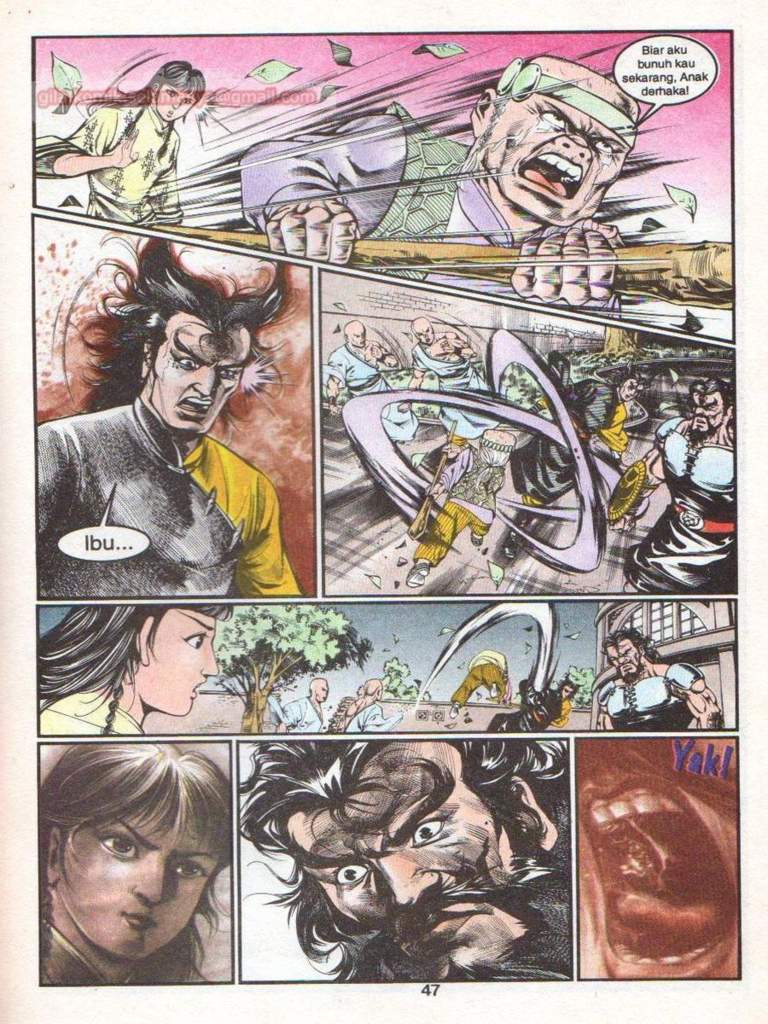 Biar aku
bunuh kau
sekarang, Anak
derhaka!
Ibu...
Yak!
47